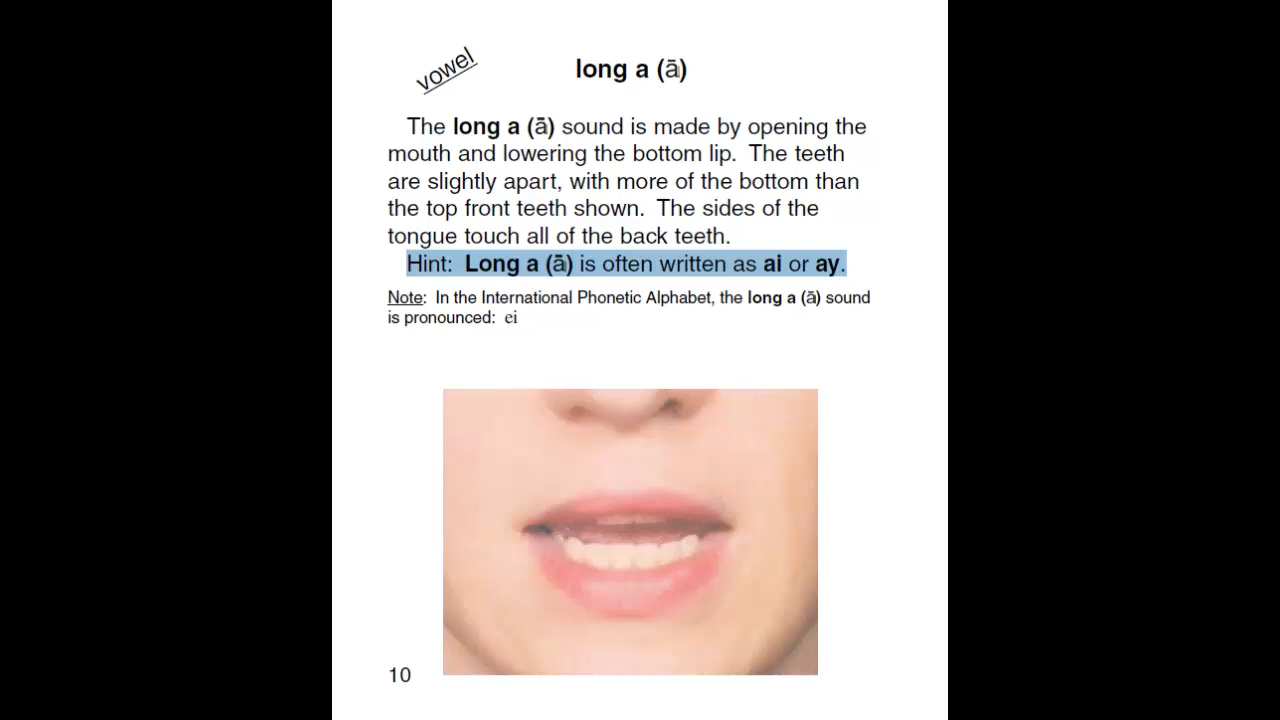 vowel
long a (ā)
The long a (ā) sound is made by opening the
mouth and lowering the bottom lip. The teeth
are slightly apart, with more of the bottom than
the top front teeth shown. The sides of the
tongue touch all of the back teeth.
Hint: Long a (ā) is often written as ai or ay.
Note: In the International Phonetic Alphabet, the long a (ā) sound
is pronounced: ei
10